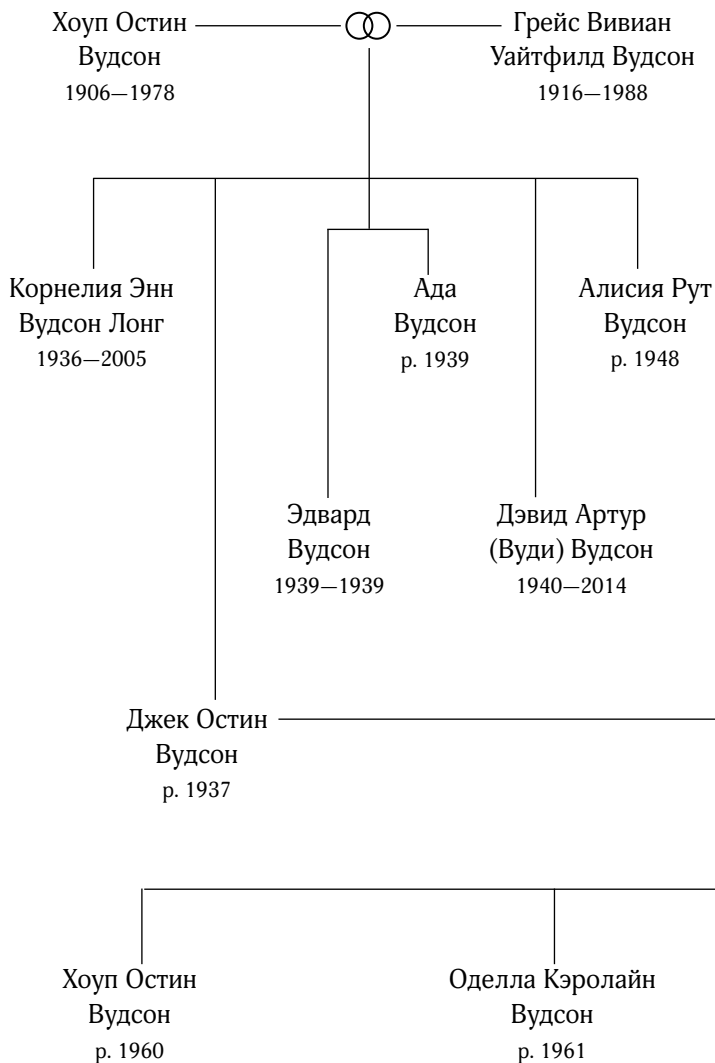 Хоуп Остин
Вудсон
1906—1978
Грейс Вивиан
Уайтфилд Вудсон
1916—1988
Корнелия Энн
Вудсон Лонг
1936—2005
Ада
Вудсон
р. 1939
Алисия Рут
Вудсон
р. 1948
Эдвард
Вудсон
1939—1939
Дэвид Артур
(Вуди) Вудсон
1940—2014
Джек Остин
Вудсон
р. 1937
Хоуп Остин
Вудсон
р. 1960
Оделла Кэролайн
Вудсон
р. 1961